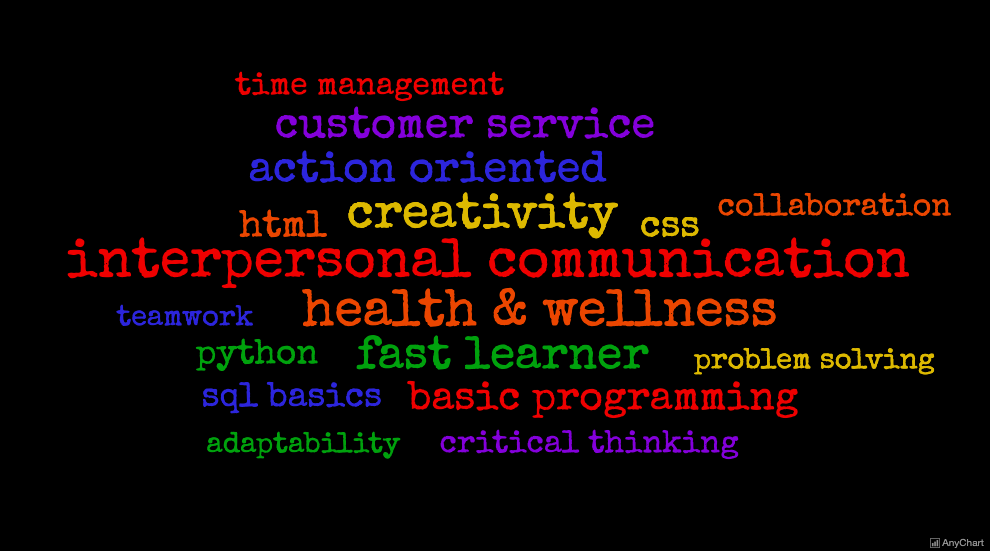 time management
customer service
action oriented
html creativity css collaboration
interpersonal communication
teamwork health & wellness
python fast learner problem solving
sql basics basic programming
adaptability critical thinking
AnyChart